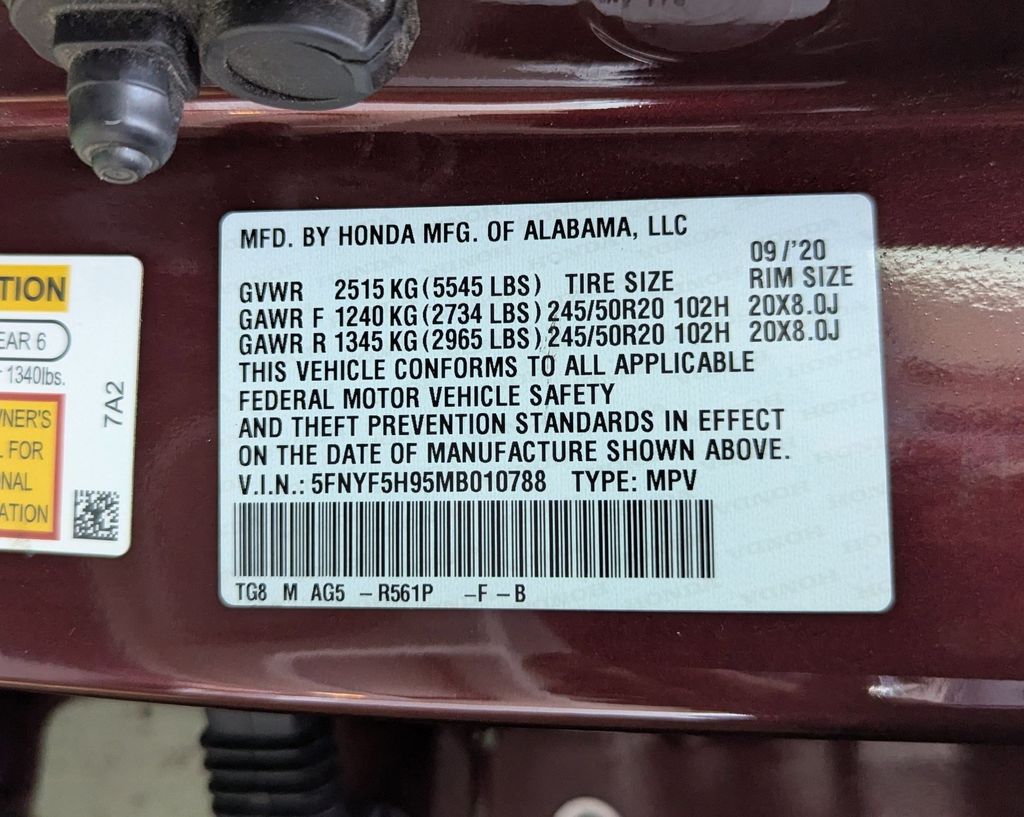 MFD. BY HONDA MFG. OF ALABAMA, LLC
09/'20
GVWR 2515 KG (5545 LBS) TIRE SIZE RIM SIZE
GAWR F 1240 KG (2734 LBS) 245/50R20 102H 20X8.0J
GAWR R 1345 KG (2965 LBS) 245/50R20 102H 20X8.0J
THIS VEHICLE CONFORMS TO ALL APPLICABLE
FEDERAL MOTOR VEHICLE SAFETY
AND THEFT PREVENTION STANDARDS IN EFFECT
ON THE DATE OF MANUFACTURE SHOWN ABOVE.
V.I.N.: 5FNYF5H95MB010788 TYPE: MPV
TG8 M AG5 -R561P -F -B
TION
EAR 6
1340lbs.
7A2
WNER'S
FOR
NAL
ATION